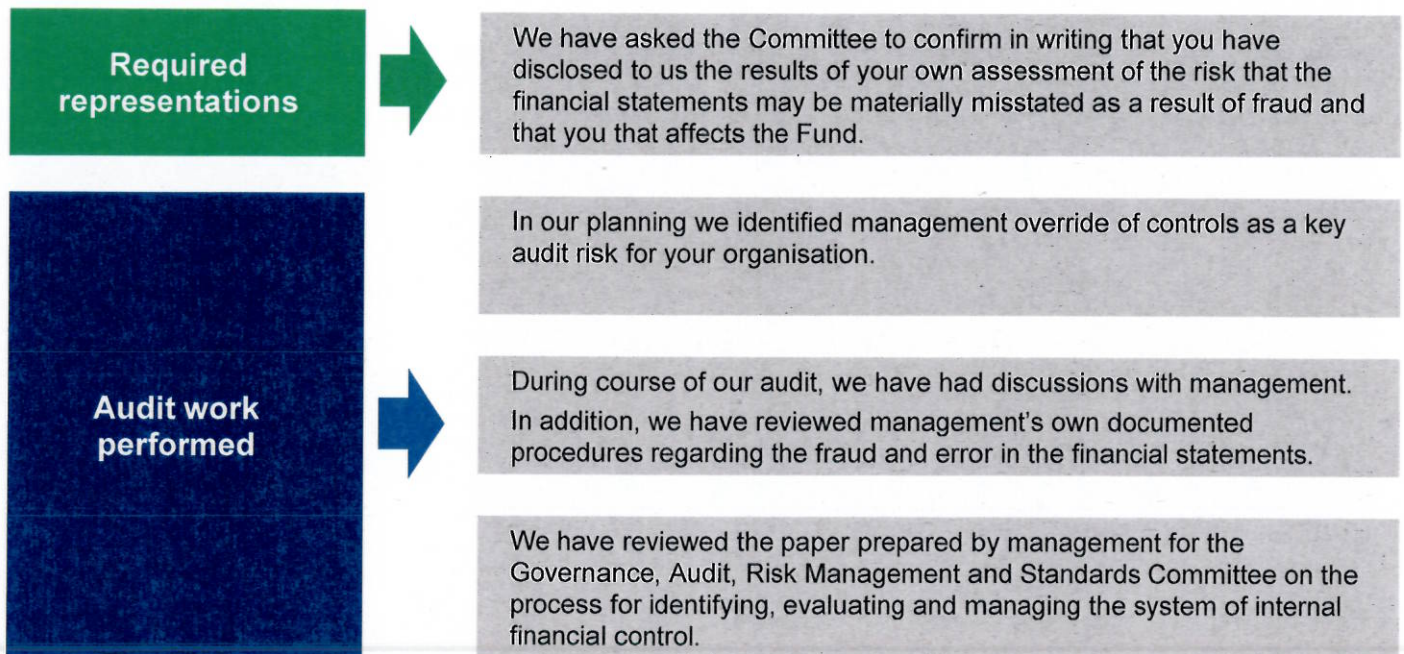 Required
representations
We have asked the Committee to confirm in writing that you have
disclosed to us the results of your own assessment of the risk that the
financial statements may be materially misstated as a result of fraud and
that you that affects the Fund.
Audit work
performed
In our planning we identified management override of controls as a key
audit risk for your organisation.
During course of our audit, we have had discussions with management.
In addition, we have reviewed management's own documented
procedures regarding the fraud and error in the financial statements.
We have reviewed the paper prepared by management for the
Governance, Audit, Risk Management and Standards Committee on the
process for identifying, evaluating and managing the system of internal
financial control.